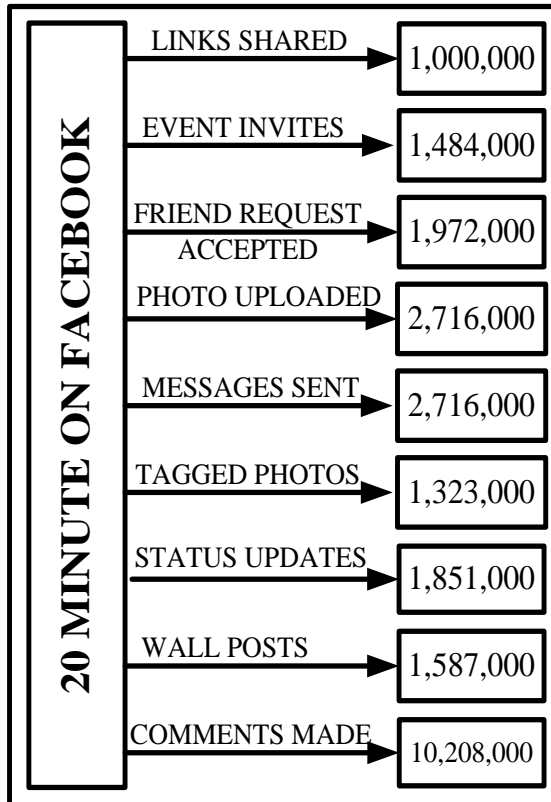 20 MINUTE ON FACEBOOK
LINKS SHARED
1,000,000
EVENT INVITES
1,484,000
FRIEND REQUEST
ACCEPTED
1,972,000
PHOTO UPLOADED
2,716,000
MESSAGES SENT
2,716,000
TAGGED PHOTOS
1,323,000
STATUS UPDATES
1,851,000
WALL POSTS
1,587,000
COMMENTS MADE
10,208,000